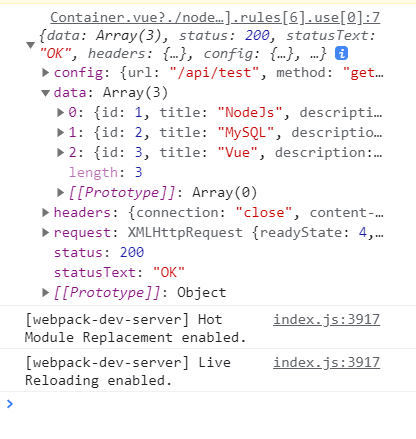 Container.vue?./node…].rules[6].use[0]:7
{data: Array(3), status: 200, statusText:
"OK", headers: {…}, config: {…}, …}
config: {url: "/api/test", method: "get…
data: Array(3)
0: {id: 1, title: "NodeJs", descripti…
1: {id: 2, title: "MySQL", descriptio…
2: {id: 3, title: "Vue", description:…
length: 3
[[Prototype]]: Array(0)
headers: {connection: "close", content-…
request: XMLHttpRequest {readyState: 4,…
status: 200
statusText: "OK"
[[Prototype]]: Object
[webpack-dev-server] Hot index.js:3917
Module Replacement enabled.
[webpack-dev-server] Live index.js:3917
Reloading enabled.